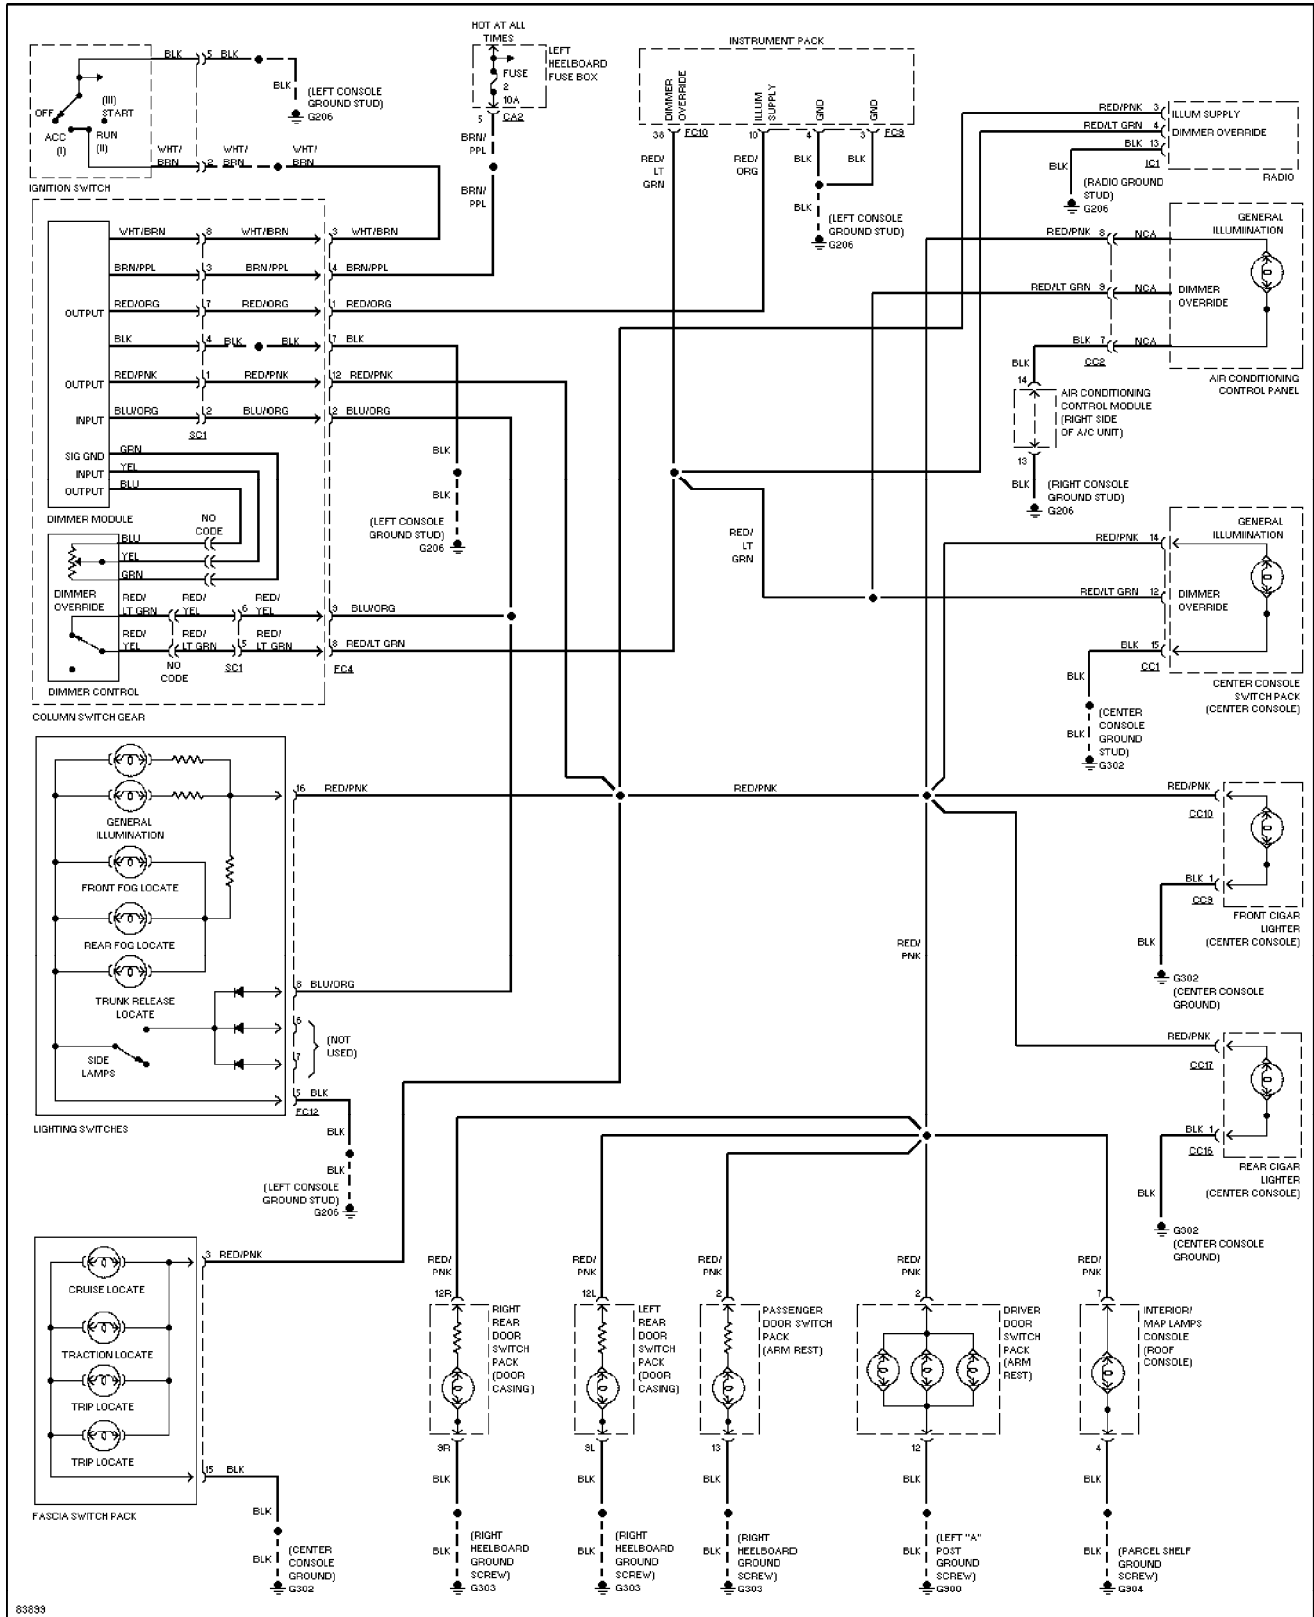 HOT AT ALL
TIMES
FUSE
2
10A
LEFT
HEELBOARD
FUSE BOX
5 CA2
BRN/
PPL
BRN/
PPL
BLK 5 BLK
BLK
(LEFT CONSOLE
GROUND STUD)
G206
OFF
(III)
START
ACC
(I)
RUN
(II)
WHT/
BRN
2
WHT/
BRN
WHT/
BRN
IGNITION SWITCH
INSTRUMENT PACK
DIMMER
OVERRIDE
ILLUM
SUPPLY
GND
GND
38 FC10 10 4 3 FC9
RED/
LT
GRN
RED/
ORG
BLK
BLK
BLK
(LEFT CONSOLE
GROUND STUD)
G206
RED/PNK 3 ILLUM SUPPLY
RED/LT GRN 4 DIMMER OVERRIDE
BLK 13
IC1
RADIO
(RADIO GROUND
STUD)
G206
GENERAL
ILLUMINATION
RED/PNK 8 NCA
RED/LT GRN 9 NCA
DIMMER
OVERRIDE
BLK 7 NCA
CC2
AIR CONDITIONING
CONTROL PANEL
BLK
14
AIR CONDITIONING
CONTROL MODULE
(RIGHT SIDE
OF A/C UNIT)
13
BLK
(RIGHT CONSOLE
GROUND STUD)
G206
WHT/BRN 8 WHT/BRN 3 WHT/BRN
BRN/PPL 3 BRN/PPL 4 BRN/PPL
OUTPUT RED/ORG 7 RED/ORG 1 RED/ORG
BLK 4 BLK BLK 7 BLK
OUTPUT RED/PNK 1 RED/PNK 12 RED/PNK
INPUT BLU/ORG 2 BLU/ORG 2 BLU/ORG
SC1
SIG GND GRN
INPUT YEL
OUTPUT BLU
DIMMER MODULE
NO
CODE
BLU
YEL
GRN
DIMMER
OVERRIDE
RED/
LT GRN
RED/
YEL
6
RED/
YEL
9 BLU/ORG
RED/
YEL
RED/
LT GRN
5
RED/
LT GRN
8 RED/LT GRN
NO
CODE
SC1
FC4
DIMMER CONTROL
COLUMN SWITCH GEAR
BLK
BLK
(LEFT CONSOLE
GROUND STUD)
G206
RED/
LT
GRN
GENERAL
ILLUMINATION
RED/PNK 14
RED/LT GRN 12
DIMMER
OVERRIDE
BLK 15
CC1
CENTER CONSOLE
SWITCH PACK
(CENTER CONSOLE)
BLK
BLK
(CENTER
CONSOLE
GROUND
STUD)
G302
GENERAL
ILLUMINATION
16 RED/PNK
RED/PNK
FRONT FOG LOCATE
REAR FOG LOCATE
TRUNK RELEASE
LOCATE
8 BLU/ORG
6
7
(NOT
USED)
SIDE
LAMPS
5 BLK
FC12
LIGHTING SWITCHES
BLK
BLK
(LEFT CONSOLE
GROUND STUD)
G206
RED/
PNK
RED/PNK
CC10
BLK 1
CC9
FRONT CIGAR
LIGHTER
(CENTER CONSOLE)
BLK
G302
(CENTER CONSOLE
GROUND)
RED/PNK
CC17
BLK 1
CC16
REAR CIGAR
LIGHTER
(CENTER CONSOLE)
BLK
G302
(CENTER CONSOLE
GROUND)
3 RED/PNK
CRUISE LOCATE
TRACTION LOCATE
TRIP LOCATE
TRIP LOCATE
15 BLK
FASCIA SWITCH PACK
BLK
BLK
(CENTER
CONSOLE
GROUND)
G302
RED/
PNK
12R
RIGHT
REAR
DOOR
SWITCH
PACK
(DOOR
CASING)
9R
BLK
BLK
(RIGHT
HEELBOARD
GROUND
SCREW)
G303
RED/
PNK
12L
LEFT
REAR
DOOR
SWITCH
PACK
(DOOR
CASING)
9L
BLK
BLK
(RIGHT
HEELBOARD
GROUND
SCREW)
G303
RED/
PNK
2
PASSENGER
DOOR SWITCH
PACK
(ARM REST)
13
BLK
BLK
(RIGHT
HEELBOARD
GROUND
SCREW)
G303
RED/
PNK
2
DRIVER
DOOR
SWITCH
PACK
(ARM
REST)
12
BLK
BLK
(LEFT "A"
POST
GROUND
SCREW)
G900
RED/
PNK
7
INTERIOR/
MAP LAMPS
CONSOLE
(ROOF
CONSOLE)
4
BLK
BLK
(PARCEL SHELF
GROUND
SCREW)
G904
83899